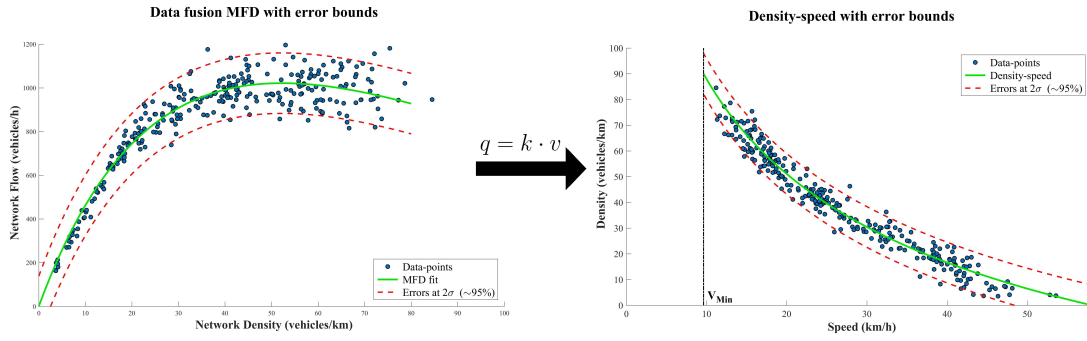 Data fusion MFD with error bounds
Network Flow (vehicles/h)
1200
1000
800
600
400
200
0
0 10 20 30 40 50 60 70 80 90 100
Network Density (vehicles/km)
Data-points
MFD fit
Errors at 2σ (~95%)
q = k · v
Density-speed with error bounds
Density (vehicles/km)
100
90
80
70
60
50
40
30
20
10
0
0 10 20 30 40 50
Speed (km/h)
V_Min
Data-points
Density-speed
Errors at 2σ (~95%)